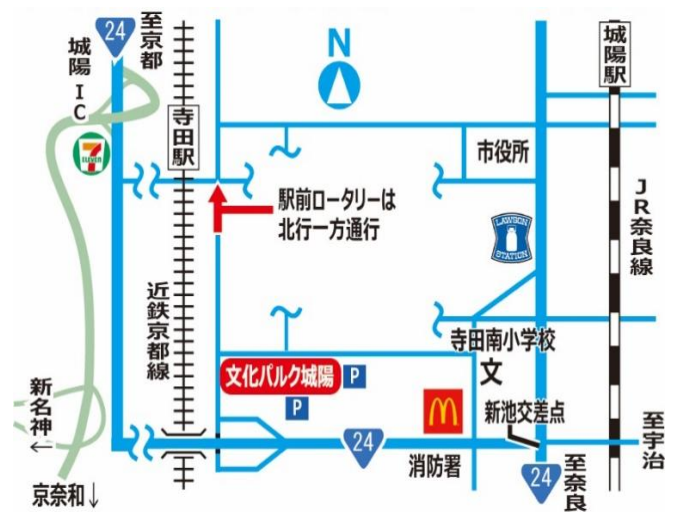 24
至京都
城陽IC
7
ELEVEN
寺田駅
N
城陽駅
市役所
駅前ロータリーは
北行一方通行
LAWSON
STATION
JR奈良線
近鉄京都線
寺田南小学校
文
文化パルク城陽
P
P
新池交差点
新名神
←
24
消防署
24
至奈良
至宇治
京奈和↓